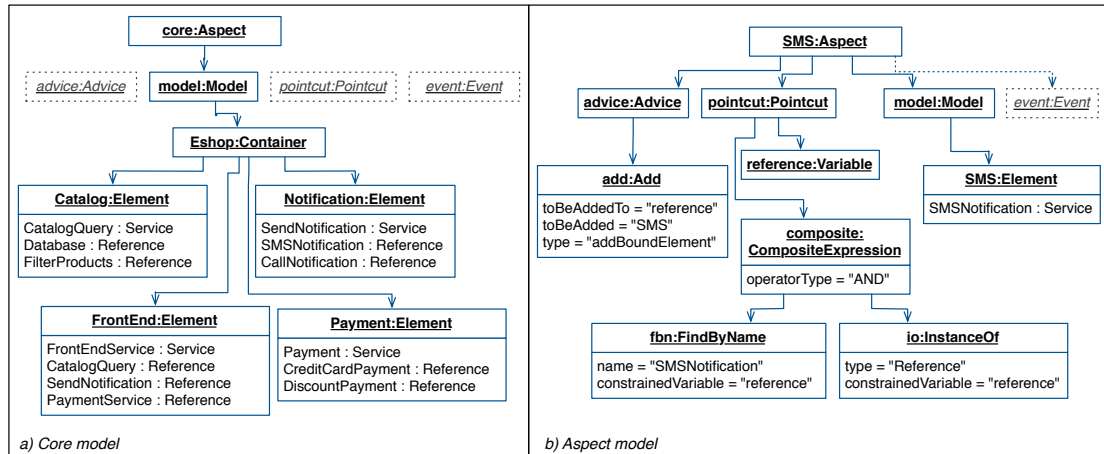 core:Aspect
advice:Advice
model:Model
pointcut:Pointcut
event:Event
Eshop:Container
Catalog:Element
CatalogQuery : Service
Database : Reference
FilterProducts : Reference
Notification:Element
SendNotification : Service
SMSNotification : Reference
CallNotification : Reference
FrontEnd:Element
FrontEndService : Service
CatalogQuery : Reference
SendNotification : Reference
PaymentService : Reference
Payment:Element
Payment : Service
CreditCardPayment : Reference
DiscountPayment : Reference
a) Core model
SMS:Aspect
advice:Advice
pointcut:Pointcut
model:Model
event:Event
reference:Variable
add:Add
toBeAddedTo = "reference"
toBeAdded = "SMS"
type = "addBoundElement"
SMS:Element
SMSNotification : Service
composite:
CompositeExpression
operatorType = "AND"
fbn:FindByName
name = "SMSNotification"
constrainedVariable = "reference"
io:InstanceOf
type = "Reference"
constrainedVariable = "reference"
b) Aspect model